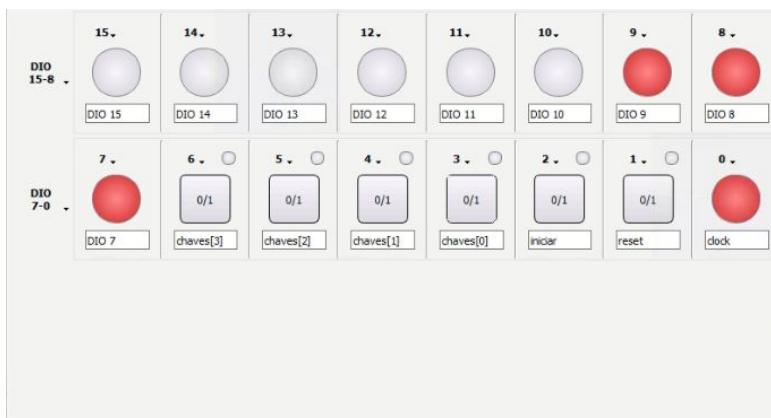 15 14 13 12 11 10 9 8
DIO
15-8
DIO 15 DIO 14 DIO 13 DIO 12 DIO 11 DIO 10 DIO 9 DIO 8
7 6 5 4 3 2 1 0
DIO
7-0
0/1 0/1 0/1 0/1 0/1 0/1
DIO 7 chaves[3] chaves[2] chaves[1] chaves[0] iniciar reset clock